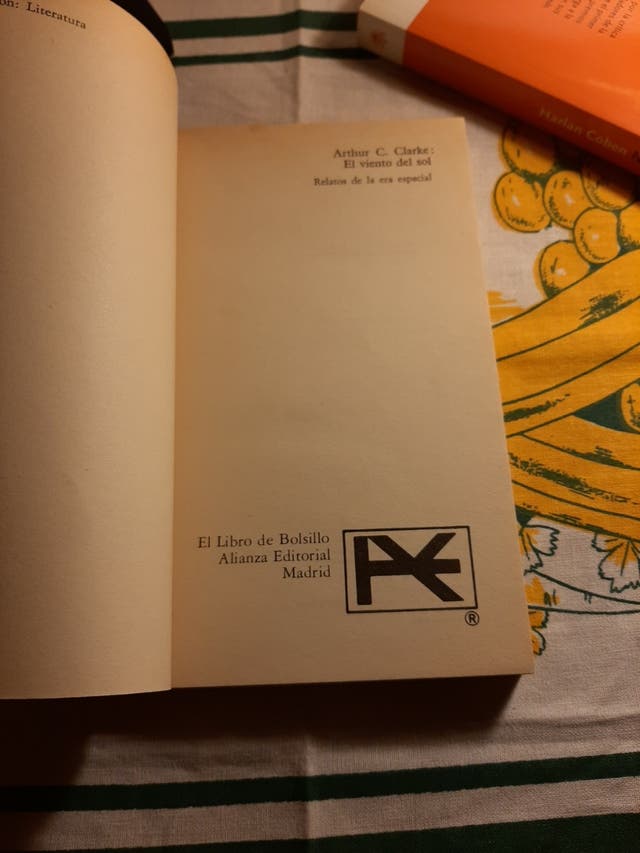 ón: Literatura
Arthur C. Clarke:
El viento del sol
Relatos de la era espacial
El Libro de Bolsillo
Alianza Editorial
Madrid
®
Harlan Coben